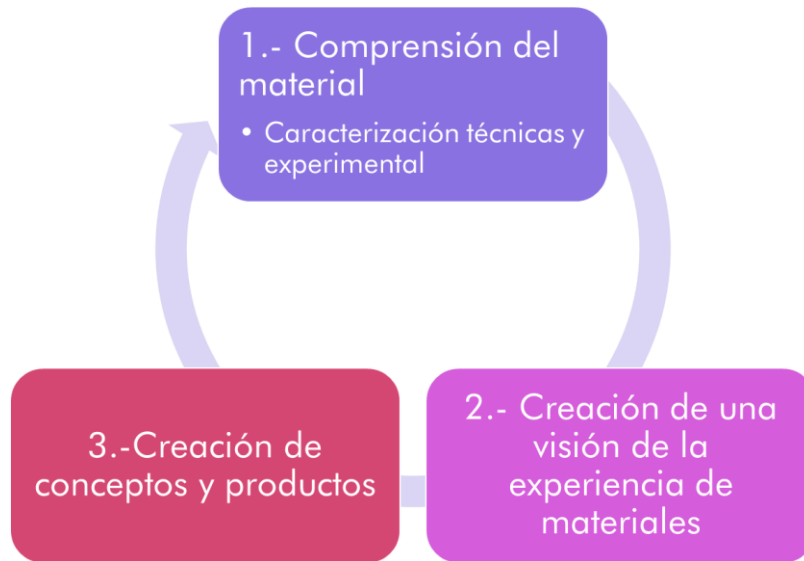 1.- Comprensión del
material
• Caracterización técnicas y
experimental
2.- Creación de una
visión de la
experiencia de
materiales
3.-Creación de
conceptos y productos